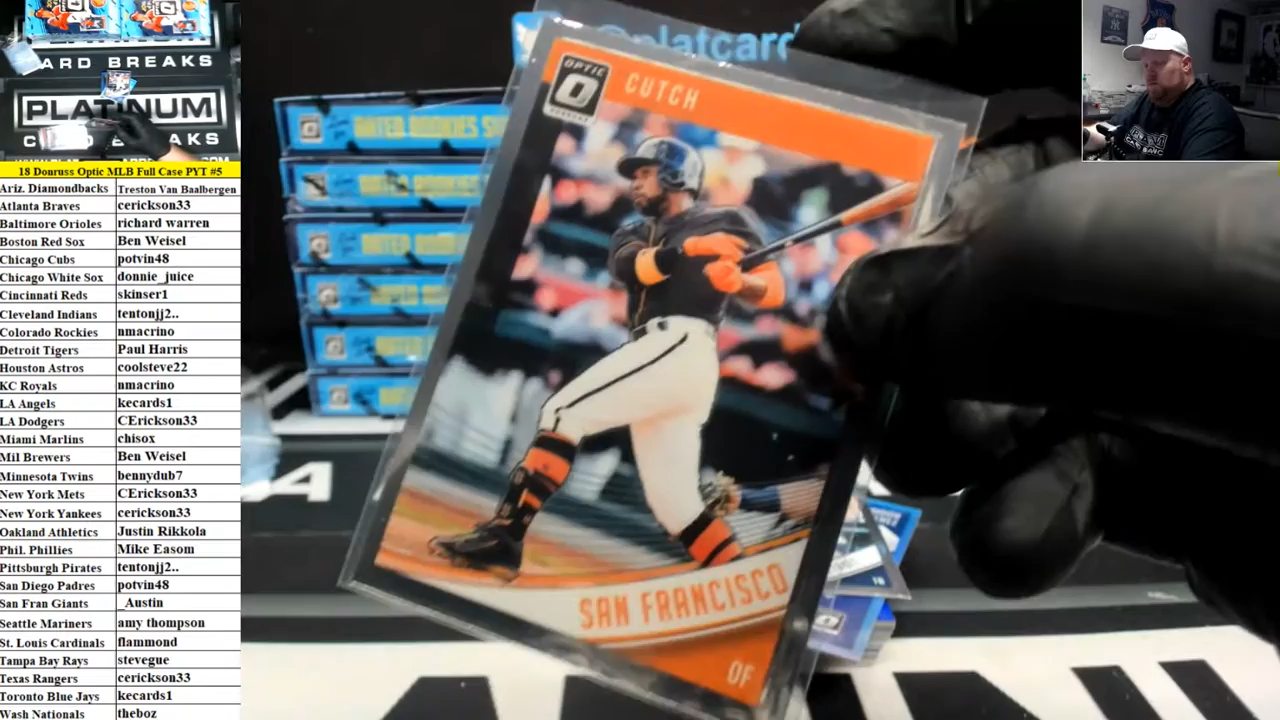 ARD BREAKS
PLATINUM
18 Donruss Optic MLB Full Case PYT #5
Ariz. Diamondbacks Treston Van Baalbergen
Atlanta Braves cerickson33
Baltimore Orioles richard warren
Boston Red Sox Ben Weisel
Chicago Cubs potvin48
Chicago White Sox donnie_juice
Cincinnati Reds skinser1
Cleveland Indians tentonjj2..
Colorado Rockies nmacrino
Detroit Tigers Paul Harris
Houston Astros coolsteve22
KC Royals nmacrino
LA Angels kecards1
LA Dodgers CErickson33
Miami Marlins chisox
Mil Brewers Ben Weisel
Minnesota Twins bennydub7
New York Mets CErickson33
New York Yankees cerickson33
Oakland Athletics Justin Rikkola
Phil. Phillies Mike Easom
Pittsburgh Pirates tentonjj2..
San Diego Padres potvin48
San Fran Giants _Austin
Seattle Mariners amy thompson
St. Louis Cardinals flammond
Tampa Bay Rays stevegue
Texas Rangers cerickson33
Toronto Blue Jays kecards1
Wash Nationals theboz
@platcard
OPTIC
CUTCH
SAN FRANCISCO
OF
RATED ROOKIES